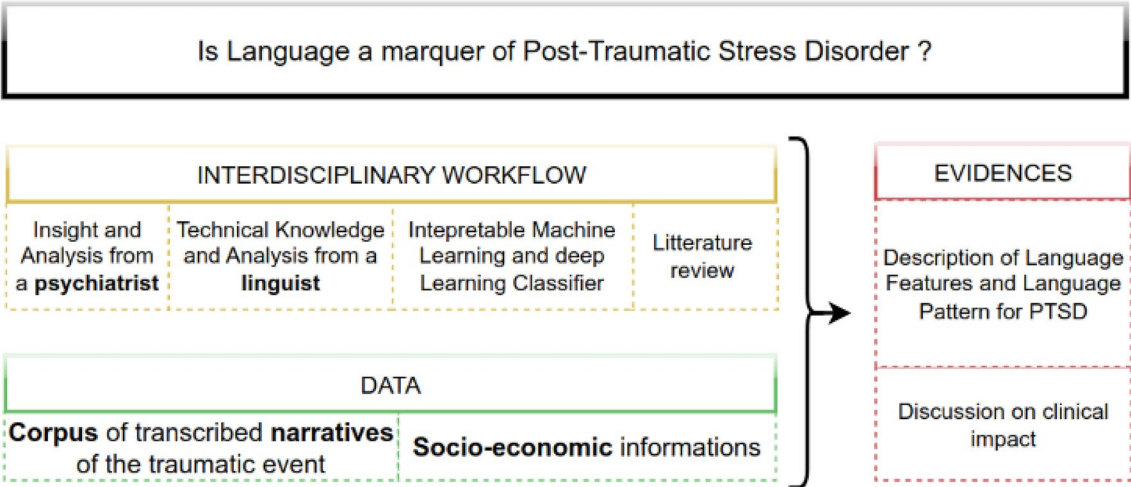 Is Language a marquer of Post-Traumatic Stress Disorder ?
INTERDISCIPLINARY WORKFLOW
Insight and
Analysis from
a psychiatrist
Technical Knowledge
and Analysis from a
linguist
Intepretable Machine
Learning and deep
Learning Classifier
Litterature
review
DATA
Corpus of transcribed narratives
of the traumatic event
Socio-economic informations
EVIDENCES
Description of Language
Features and Language
Pattern for PTSD
Discussion on clinical
impact